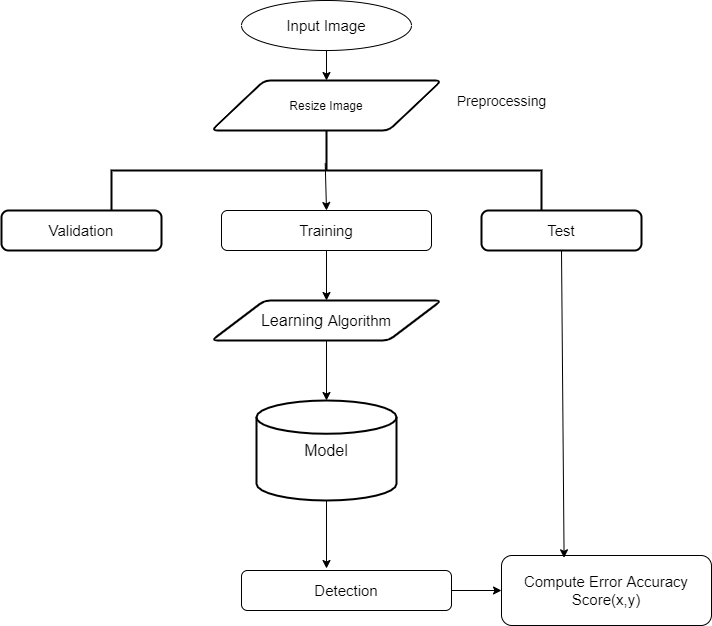 Input Image
Resize Image
Preprocessing
Validation
Training
Test
Learning Algorithm
Model
Detection
Compute Error Accuracy
Score(x,y)